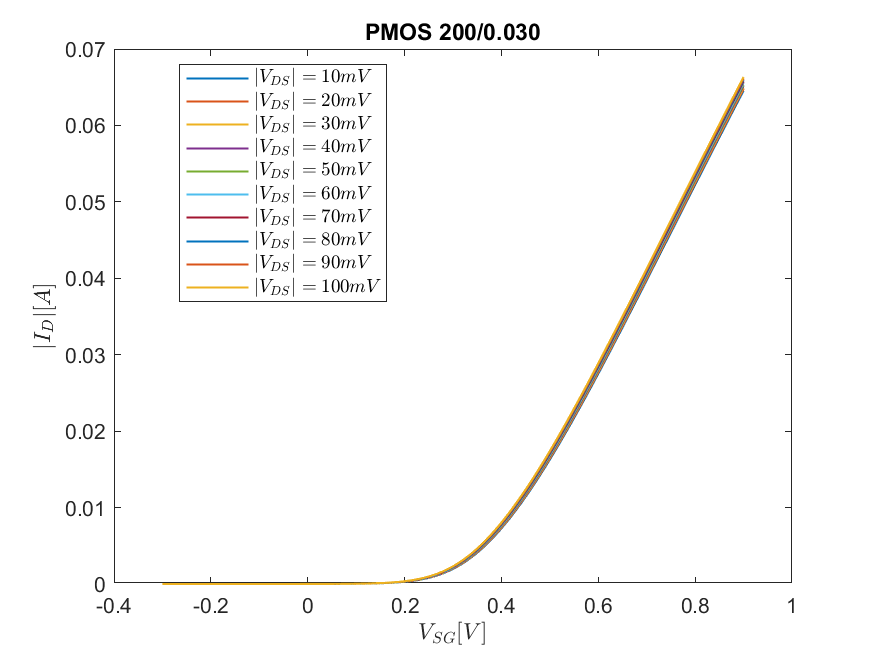 PMOS 200/0.030
0.07
0.06
0.05
0.04
0.03
0.02
0.01
0
|I_D|[A]
|V_DS| = 10mV
|V_DS| = 20mV
|V_DS| = 30mV
|V_DS| = 40mV
|V_DS| = 50mV
|V_DS| = 60mV
|V_DS| = 70mV
|V_DS| = 80mV
|V_DS| = 90mV
|V_DS| = 100mV
-0.4 -0.2 0 0.2 0.4 0.6 0.8 1
V_SG[V]